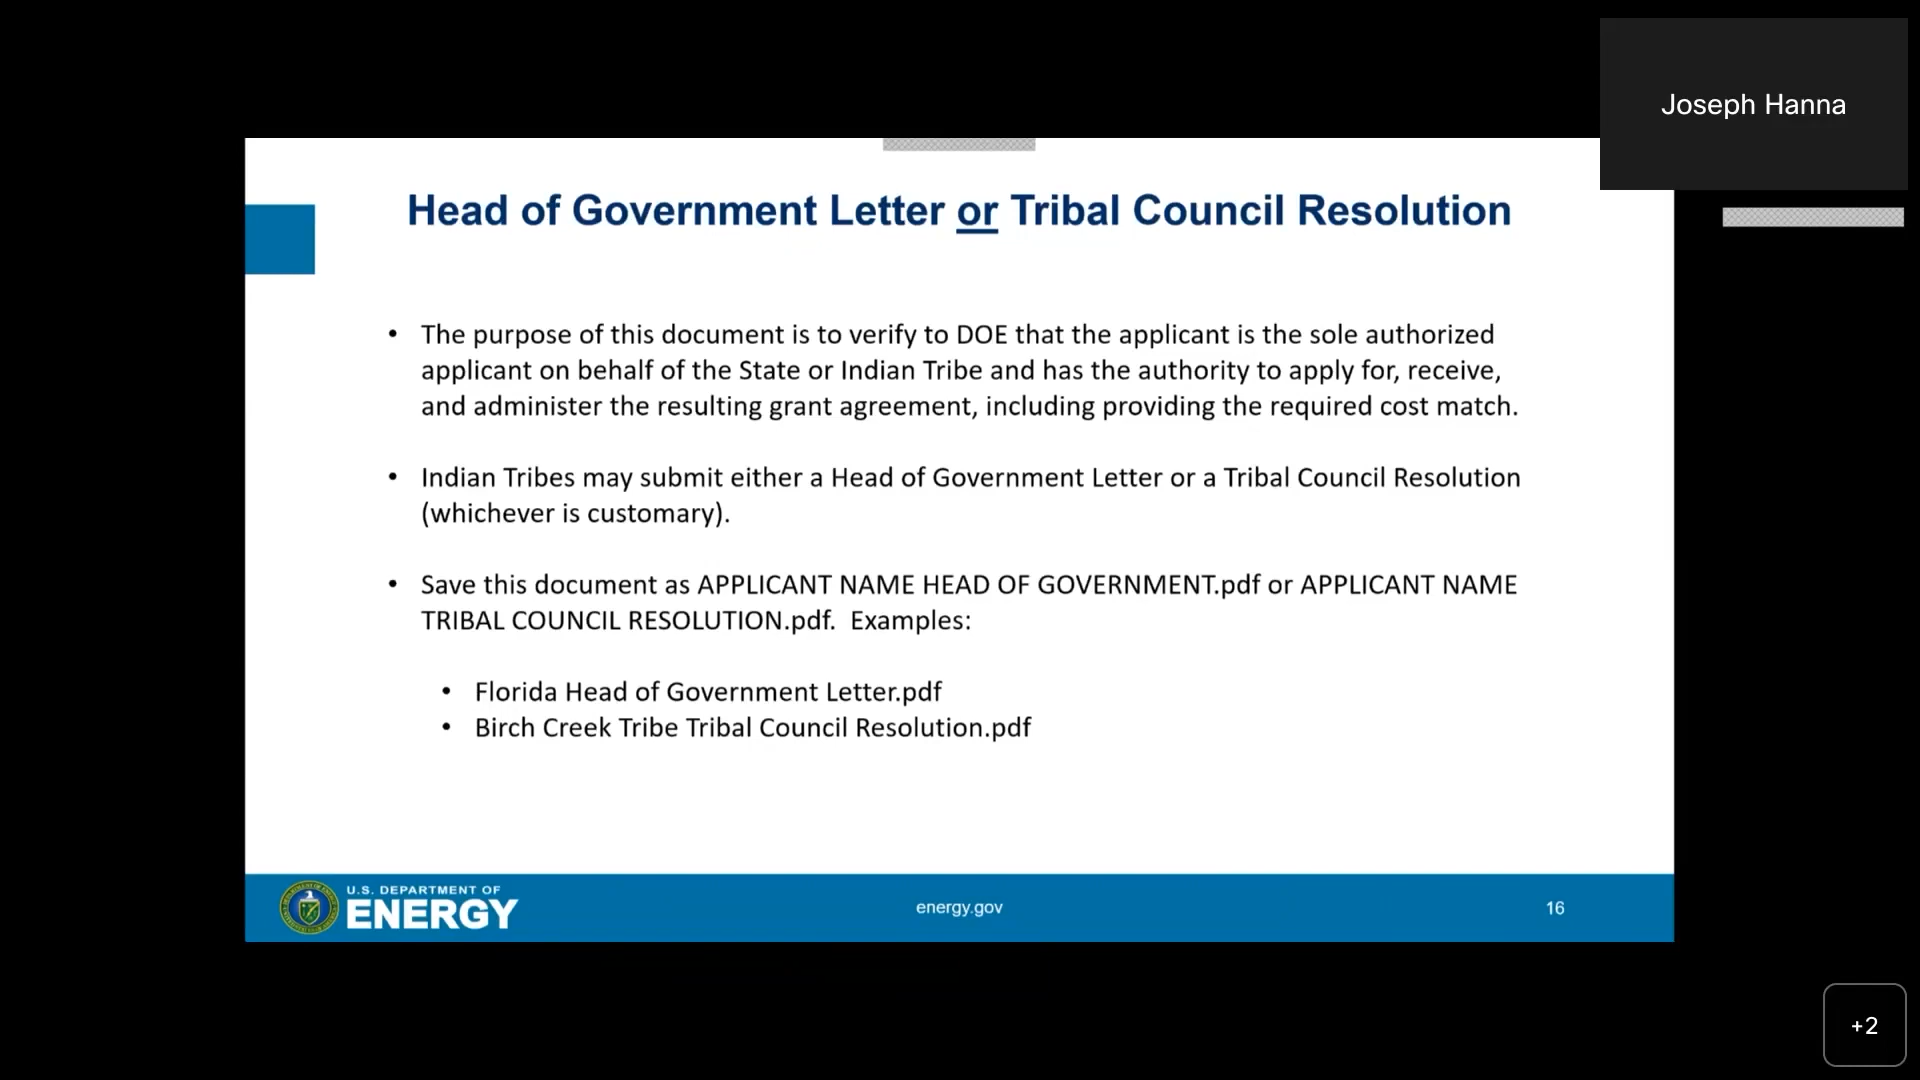 Joseph Hanna
Head of Government Letter or Tribal Council Resolution
• The purpose of this document is to verify to DOE that the applicant is the sole authorized
applicant on behalf of the State or Indian Tribe and has the authority to apply for, receive,
and administer the resulting grant agreement, including providing the required cost match.
• Indian Tribes may submit either a Head of Government Letter or a Tribal Council Resolution
(whichever is customary).
• Save this document as APPLICANT NAME HEAD OF GOVERNMENT.pdf or APPLICANT NAME
TRIBAL COUNCIL RESOLUTION.pdf. Examples:
• Florida Head of Government Letter.pdf
• Birch Creek Tribe Tribal Council Resolution.pdf
U.S. DEPARTMENT OF
ENERGY
energy.gov
16
+2